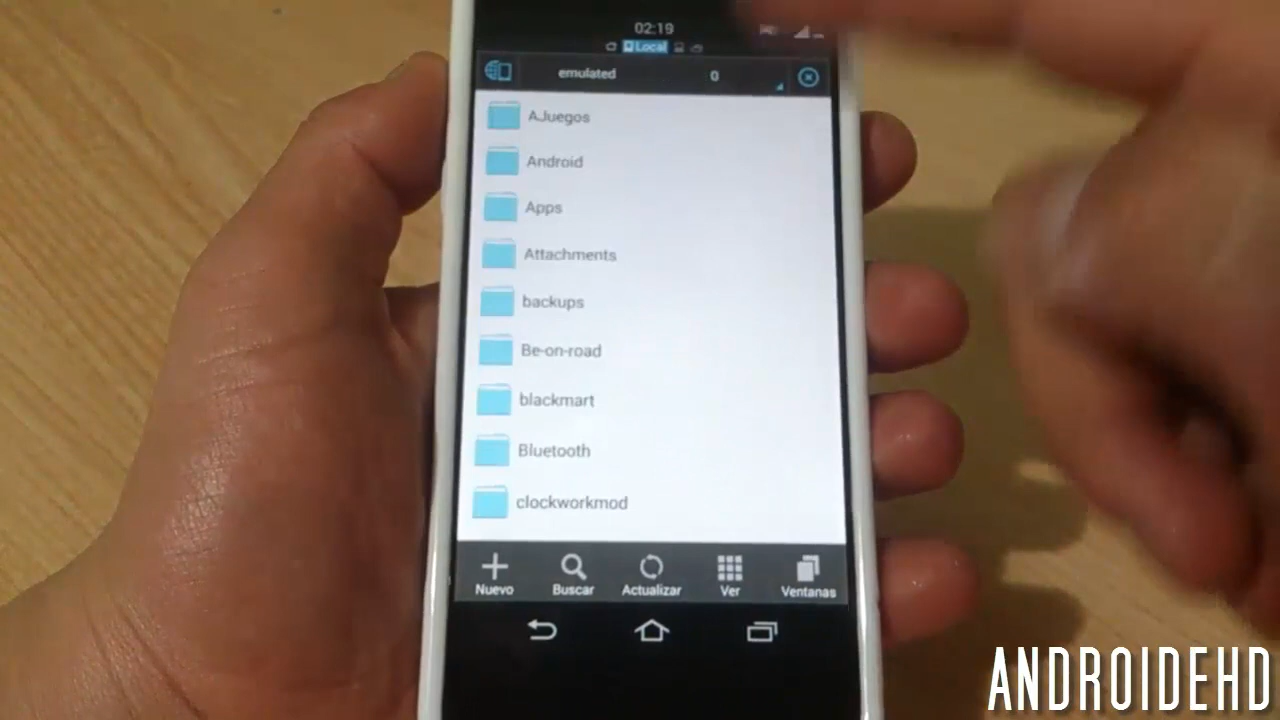 02:19
Local
emulated 0
AJuegos
Android
Apps
Attachments
backups
Be-on-road
blackmart
Bluetooth
clockworkmod
Nuevo Buscar Actualizar Ver Ventanas
ANDROIDEHD